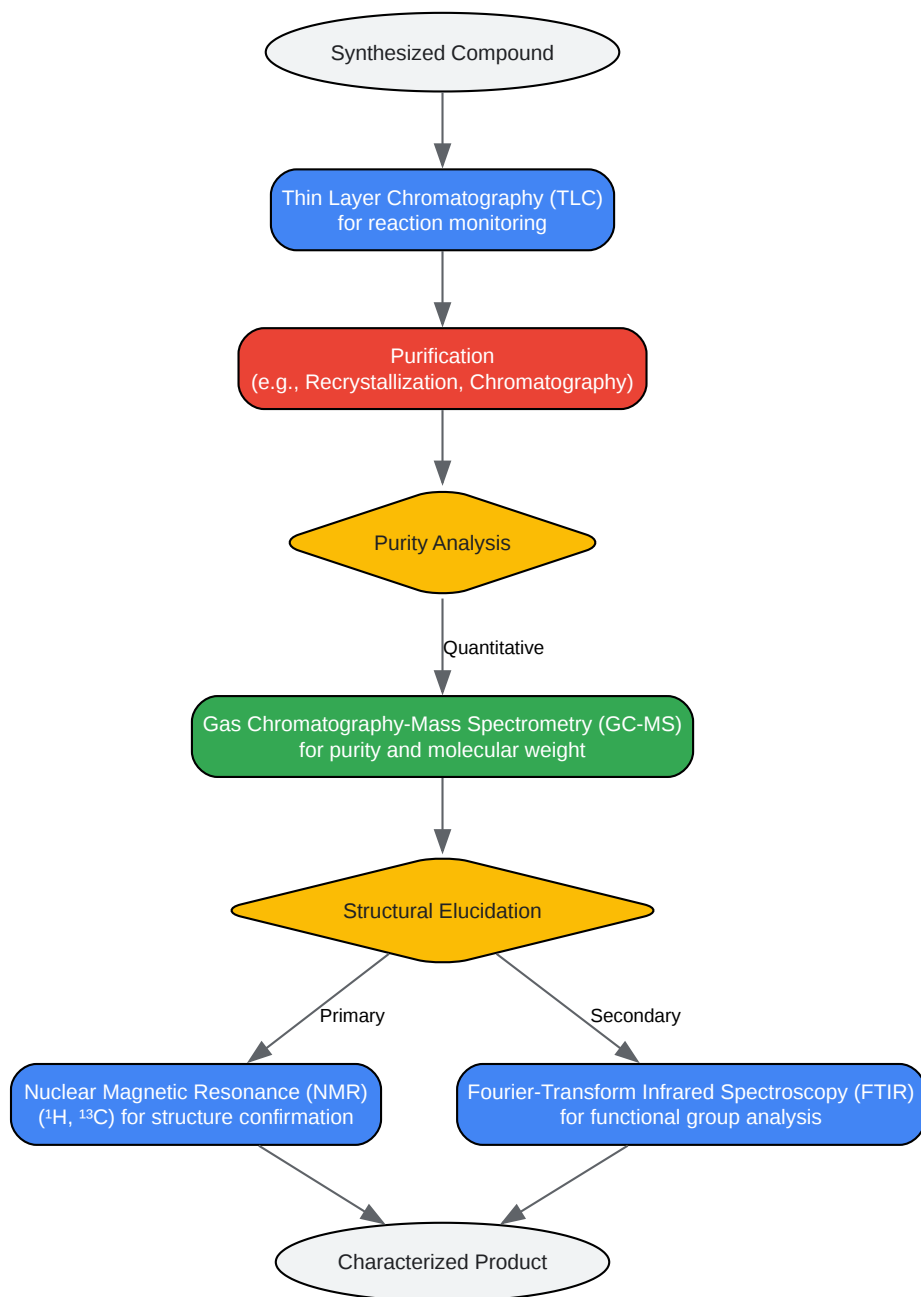 Synthesized Compound
Thin Layer Chromatography (TLC)
for reaction monitoring
Purification
(e.g., Recrystallization, Chromatography)
Purity Analysis
Quantitative
Gas Chromatography-Mass Spectrometry (GC-MS)
for purity and molecular weight
Structural Elucidation
Primary
Secondary
Nuclear Magnetic Resonance (NMR)
(¹H, ¹³C) for structure confirmation
Fourier-Transform Infrared Spectroscopy (FTIR)
for functional group analysis
Characterized Product